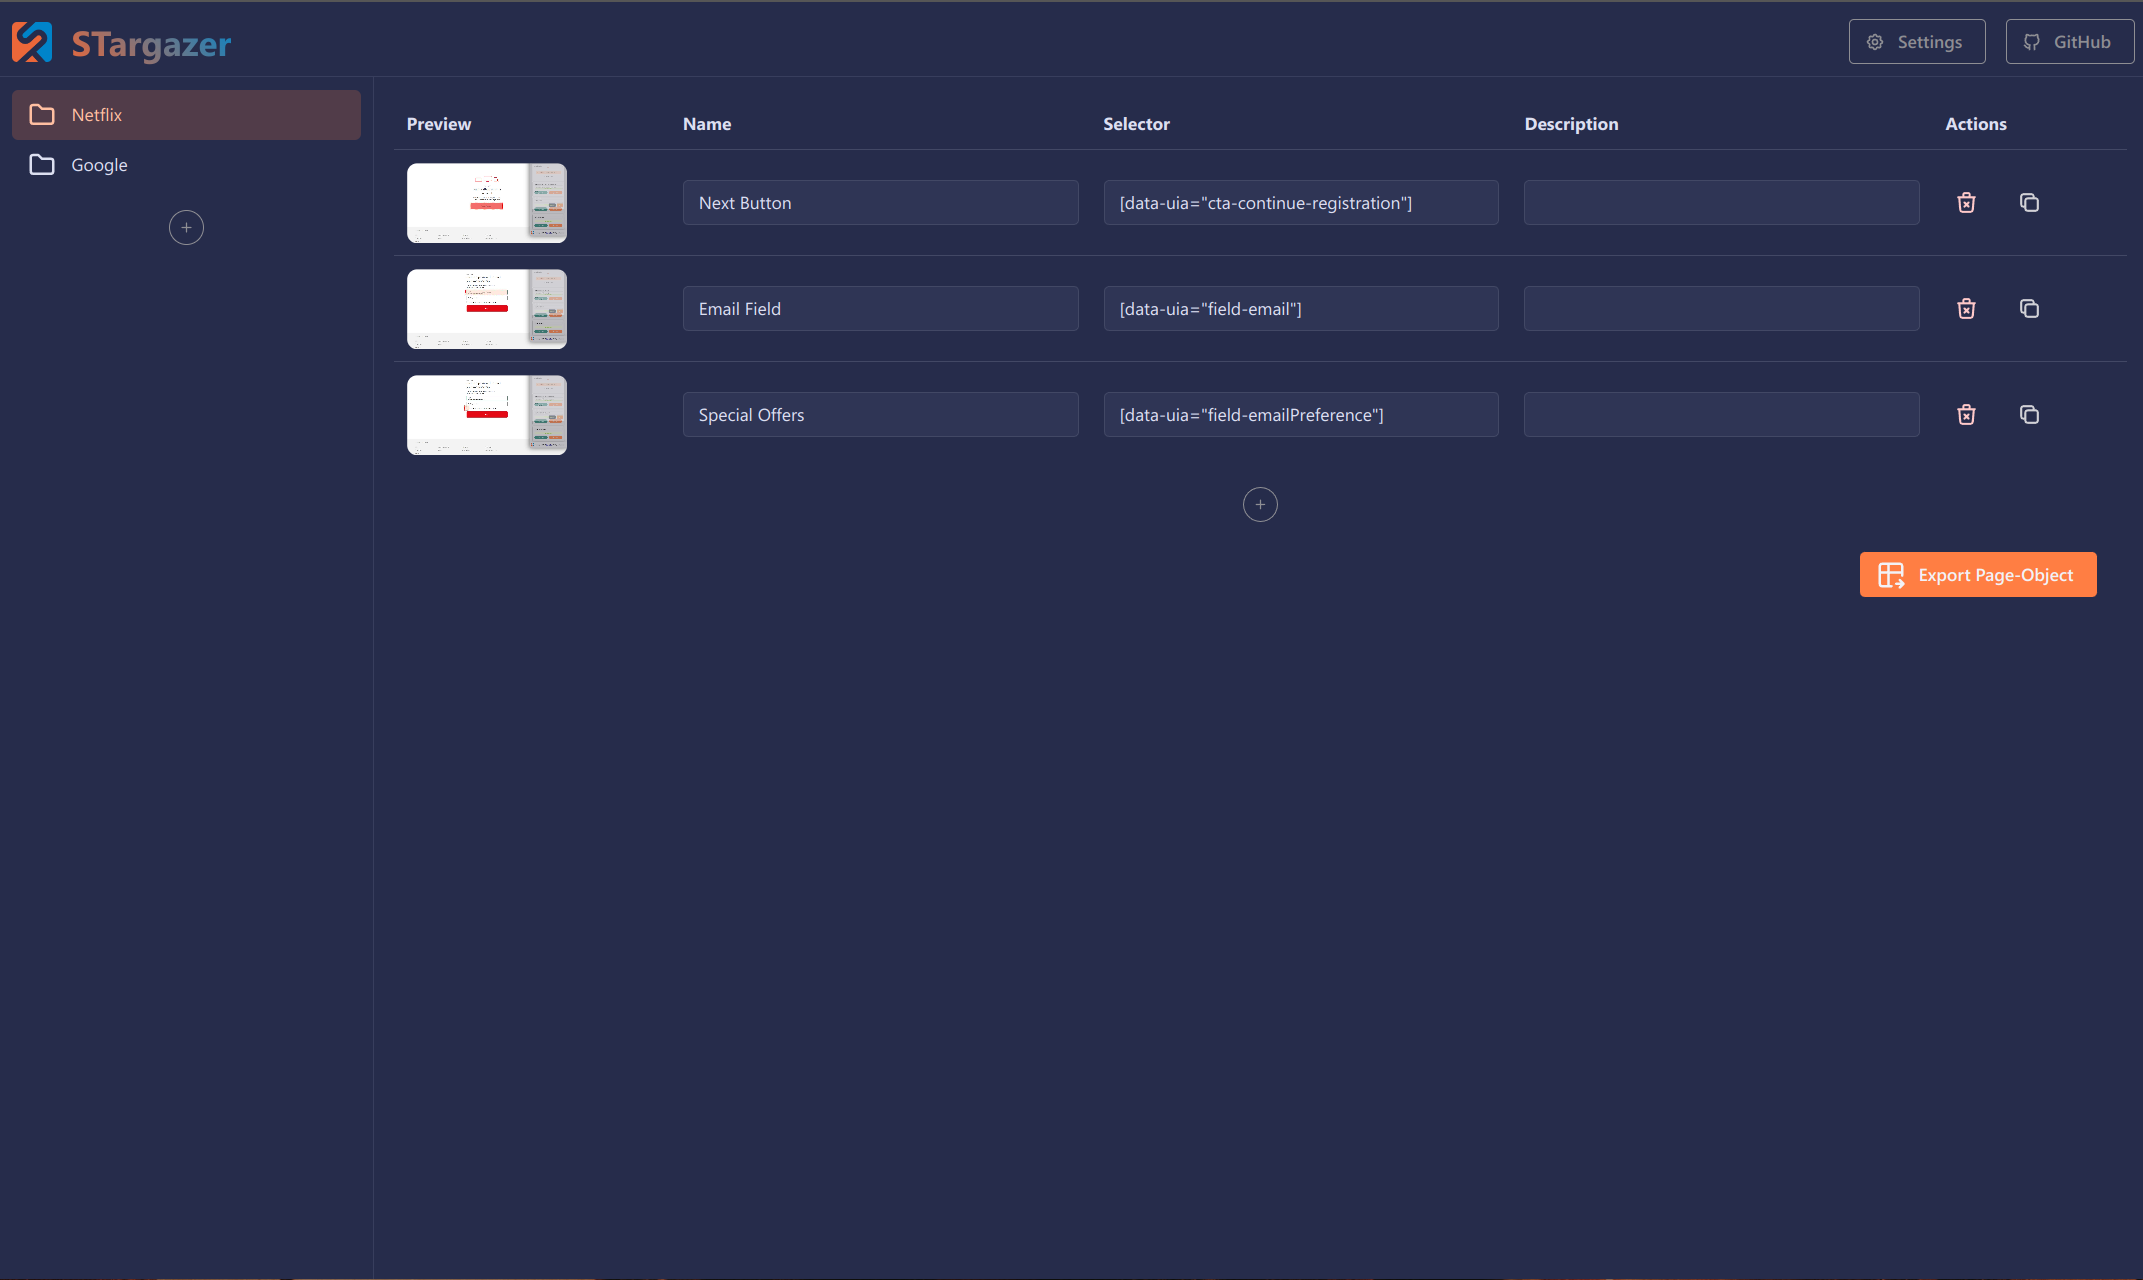 STargazer
Settings
GitHub
Netflix
Google
Preview Name Selector Description Actions
Next Button [data-uia="cta-continue-registration"]
Email Field [data-uia="field-email"]
Special Offers [data-uia="field-emailPreference"]
Export Page-Object